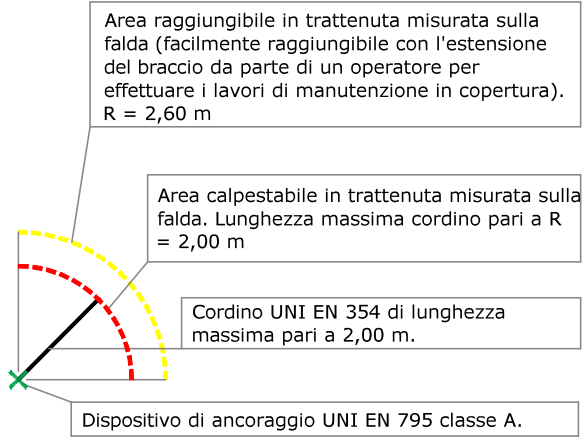 Area raggiungibile in trattenuta misurata sulla
falda (facilmente raggiungibile con l'estensione
del braccio da parte di un operatore per
effettuare i lavori di manutenzione in copertura).
R = 2,60 m
Area calpestabile in trattenuta misurata sulla
falda. Lunghezza massima cordino pari a R
= 2,00 m
Cordino UNI EN 354 di lunghezza
massima pari a 2,00 m.
Dispositivo di ancoraggio UNI EN 795 classe A.